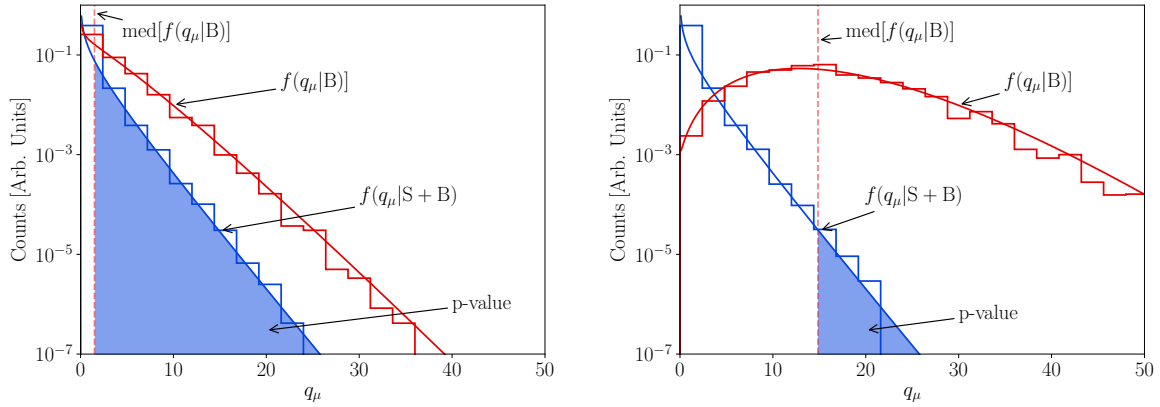 med[f(q_μ|B)]
f(q_μ|B)]
f(q_μ|S + B)
p-value
Counts [Arb. Units]
10^{-1}
10^{-3}
10^{-5}
10^{-7}
0 10 20 30 40 50
q_μ
med[f(q_μ|B)]
f(q_μ|B)]
f(q_μ|S + B)
p-value
Counts [Arb. Units]
10^{-1}
10^{-3}
10^{-5}
10^{-7}
0 10 20 30 40 50
q_μ